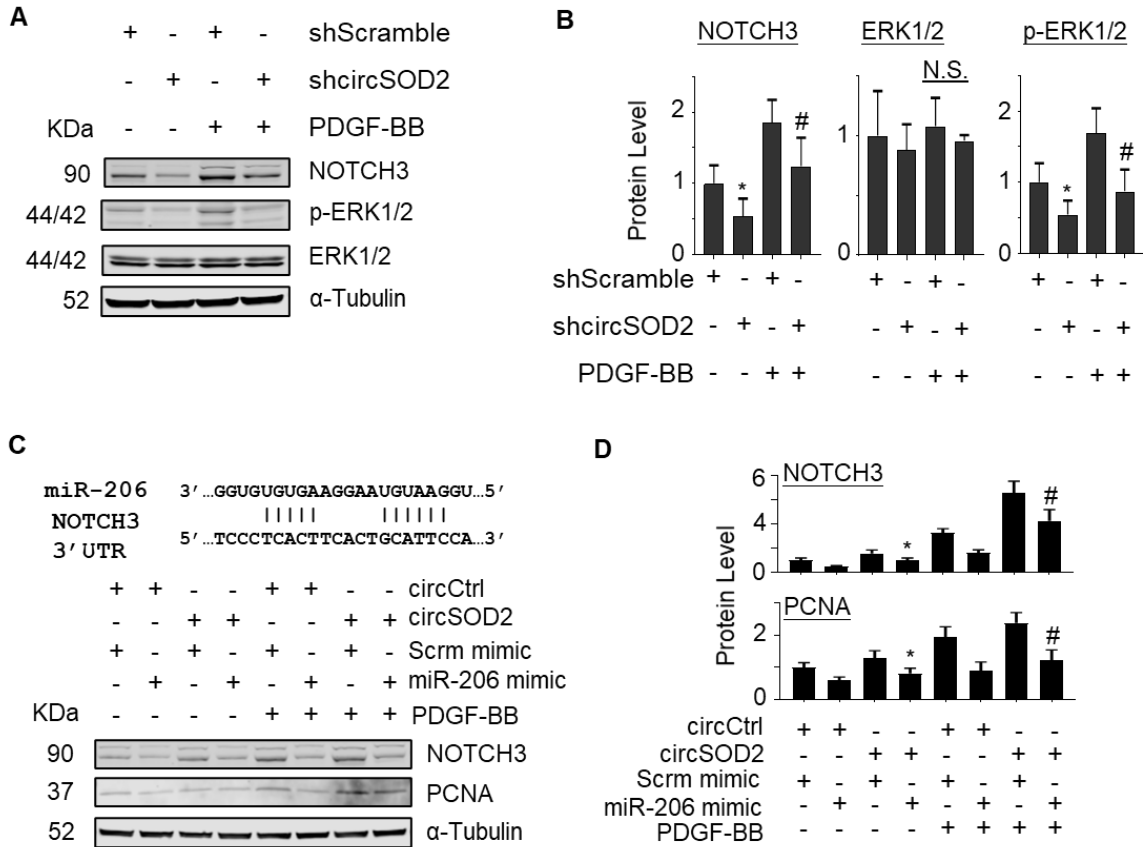 A
+ - + - shScramble
- + - + shcircSOD2
KDa - - + + PDGF-BB
90 NOTCH3
44/42 p-ERK1/2
44/42 ERK1/2
52 α-Tubulin
B
NOTCH3 ERK1/2 p-ERK1/2
N.S.
Protein Level
2
1
0
* #
1
0
2
1
0
* #
shScramble + - + - + - + - + - + -
shcircSOD2 - + - + - + - + - + - +
PDGF-BB - - + + - - + + - - + +
C
miR-206 3′...GGUGUGUGAAGGAAUGUAAGGU...5′
NOTCH3
3′UTR
5′...TCCCTCACTTCACTGCATTCCA...3′
+ + - - + + - - circCtrl
- - + + - - + + circSOD2
+ - + - + - + - Scrm mimic
- + - + - + - + miR-206 mimic
KDa - - - - + + + + PDGF-BB
90 NOTCH3
37 PCNA
52 α-Tubulin
D
Protein Level
NOTCH3
6
4
2
0
* #
PCNA
2
0
* #
circCtrl + + - - + + - -
circSOD2 - - + + - - + +
Scrm mimic + - + - + - + -
miR-206 mimic - + - + - + - +
PDGF-BB - - - - + + + +